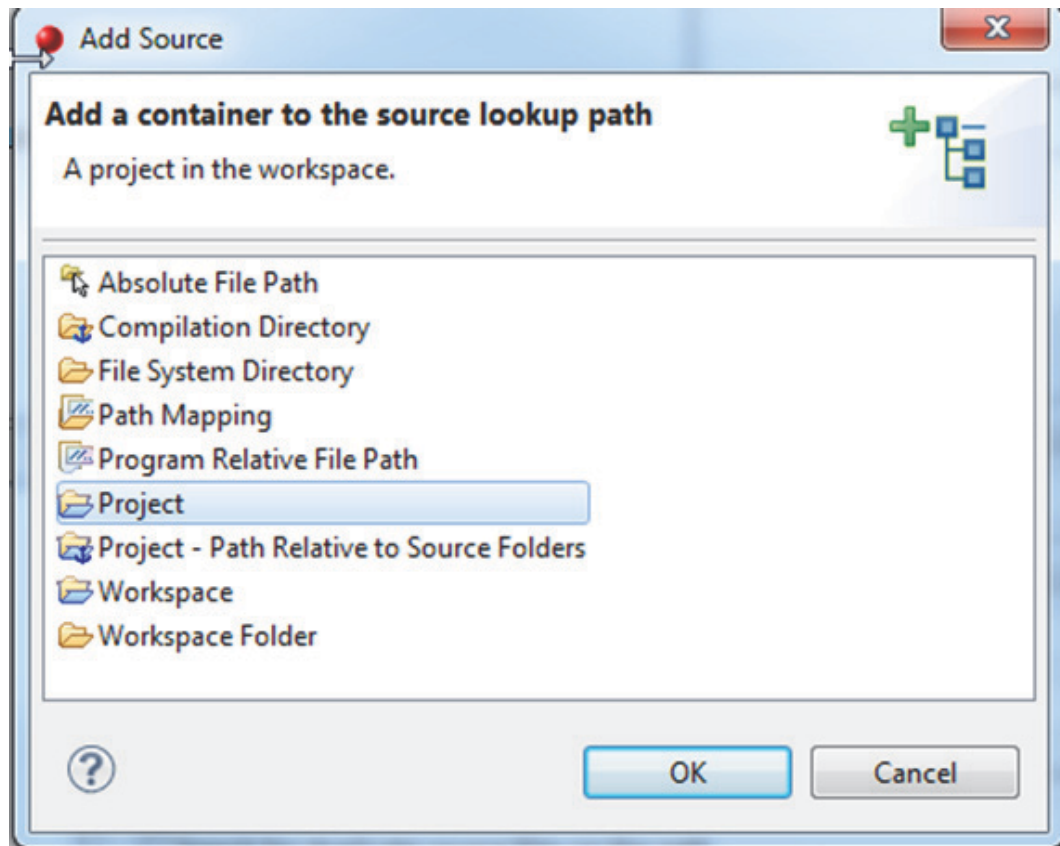 Add Source
Add a container to the source lookup path
A project in the workspace.
Absolute File Path
Compilation Directory
File System Directory
Path Mapping
Program Relative File Path
Project
Project - Path Relative to Source Folders
Workspace
Workspace Folder
?
OK
Cancel